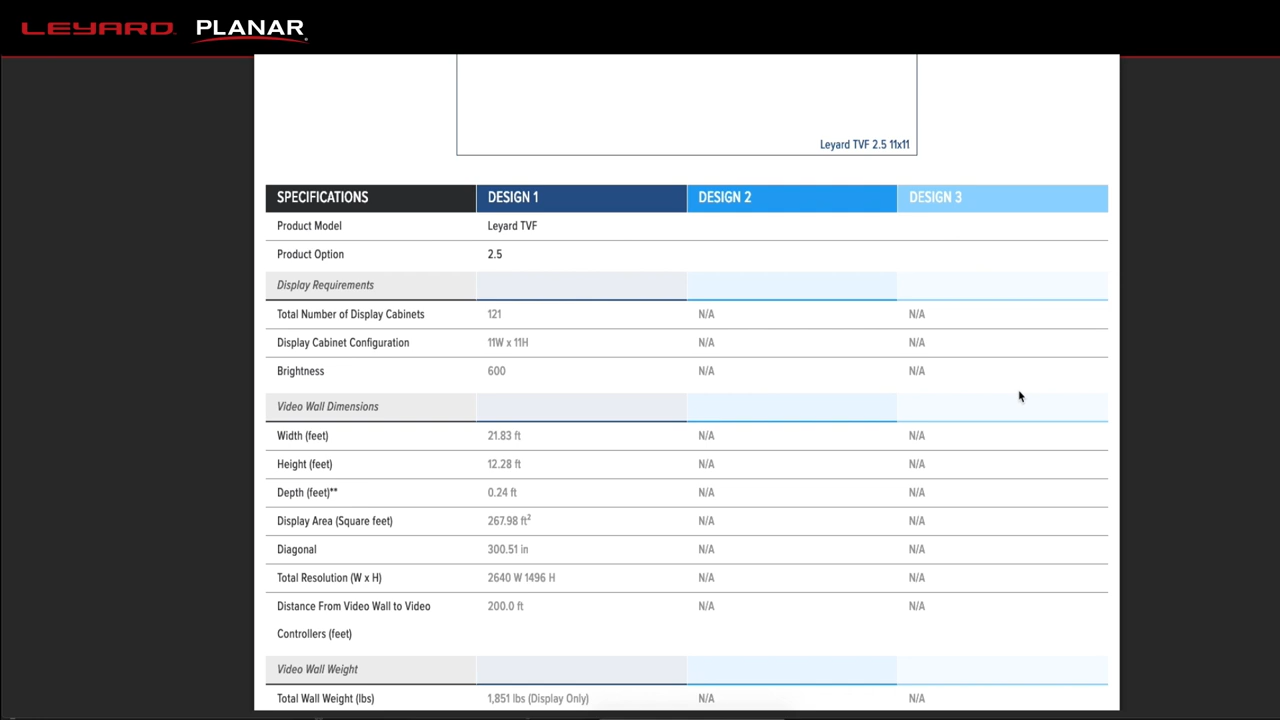 LEYARD PLANAR
Leyard TVF 2.5 11x11
SPECIFICATIONS DESIGN 1 DESIGN 2 DESIGN 3
Product Model Leyard TVF
Product Option 2.5
Display Requirements
Total Number of Display Cabinets 121 N/A N/A
Display Cabinet Configuration 11W x 11H N/A N/A
Brightness 600 N/A N/A
Video Wall Dimensions
Width (feet) 21.83 ft N/A N/A
Height (feet) 12.28 ft N/A N/A
Depth (feet)** 0.24 ft N/A N/A
Display Area (Square feet) 267.98 ft² N/A N/A
Diagonal 300.51 in N/A N/A
Total Resolution (W x H) 2640 W 1496 H N/A N/A
Distance From Video Wall to Video 200.0 ft N/A N/A
Controllers (feet)
Video Wall Weight
Total Wall Weight (lbs) 1,851 lbs (Display Only) N/A N/A